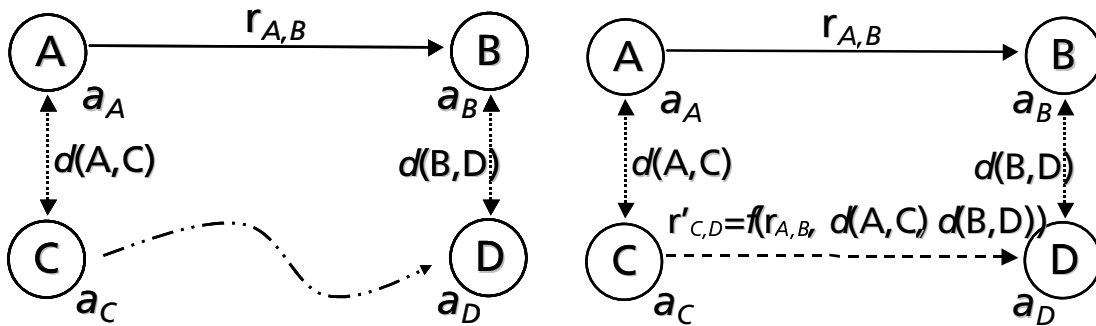 r_{A,B}
A
B
a_A
a_B
d(A,C)
d(B,D)
C
D
a_C
a_D
r_{A,B}
A
B
a_A
a_B
d(A,C)
d(B,D)
r'_{C,D}=f(r_{A,B}, d(A,C) d(B,D))
C
D
a_C
a_D